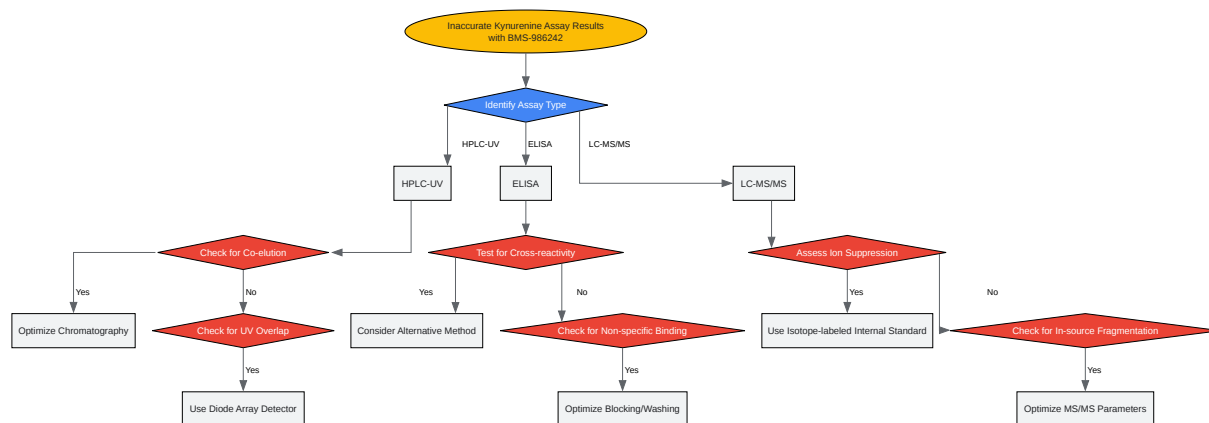 Inaccurate Kynurenine Assay Results
with BMS-986242
Identify Assay Type
HPLC-UV
ELISA
LC-MS/MS
HPLC-UV
ELISA
LC-MS/MS
Check for Co-elution
Test for Cross-reactivity
Assess Ion Suppression
Yes
No
Yes
No
Yes
No
Optimize Chromatography
Check for UV Overlap
Consider Alternative Method
Check for Non-specific Binding
Use Isotope-labeled Internal Standard
Check for In-source Fragmentation
Yes
Yes
Yes
Use Diode Array Detector
Optimize Blocking/Washing
Optimize MS/MS Parameters